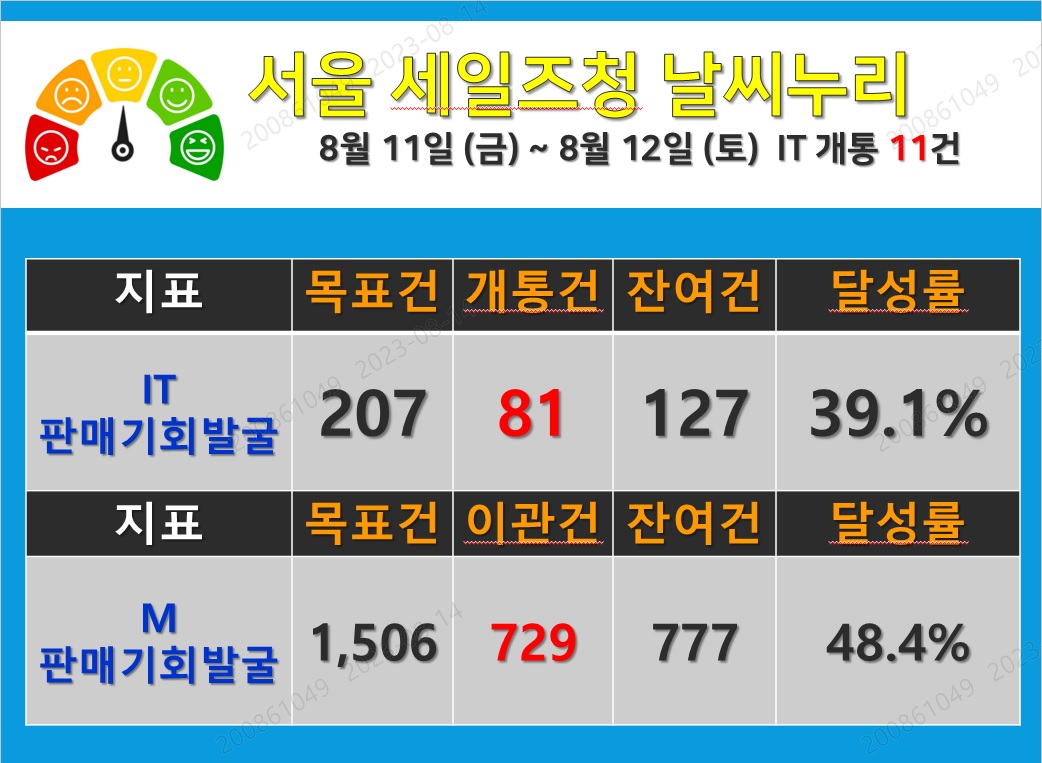 서울 세일즈청 날씨누리
8월 11일 (금) ~ 8월 12일 (토) IT 개통 11건
지표 목표건 개통건 잔여건 달성률
IT
판매기회발굴 207 81 127 39.1%
지표 목표건 이관건 잔여건 달성률
M
판매기회발굴 1,506 729 777 48.4%
200861049 2023-08-14